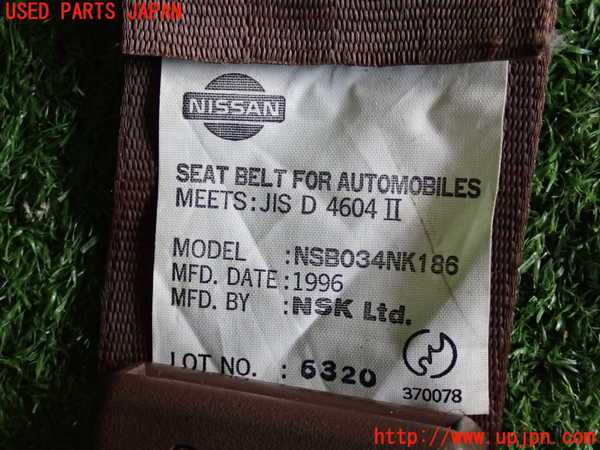 USED PARTS JAPAN
NISSAN
SEAT BELT FOR AUTOMOBILES
MEETS:JIS D 4604 II
MODEL :NSB034NK186
MFD. DATE:1996
MFD. BY :NSK Ltd.
LOT NO. :6320
370078
http://www.upjpn.com/